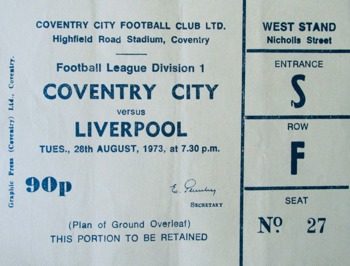 COVENTRY CITY FOOTBALL CLUB LTD.
Highfield Road Stadium, Coventry
Football League Division 1
COVENTRY CITY
versus
LIVERPOOL
TUES., 28th AUGUST, 1973, at 7.30 p.m.
90p
SECRETARY
(Plan of Ground Overleaf)
THIS PORTION TO BE RETAINED
Graphic Press (Coventry) Ltd., Coventry.
WEST STAND
Nicholls Street
ENTRANCE
S
ROW
F
SEAT
No 27